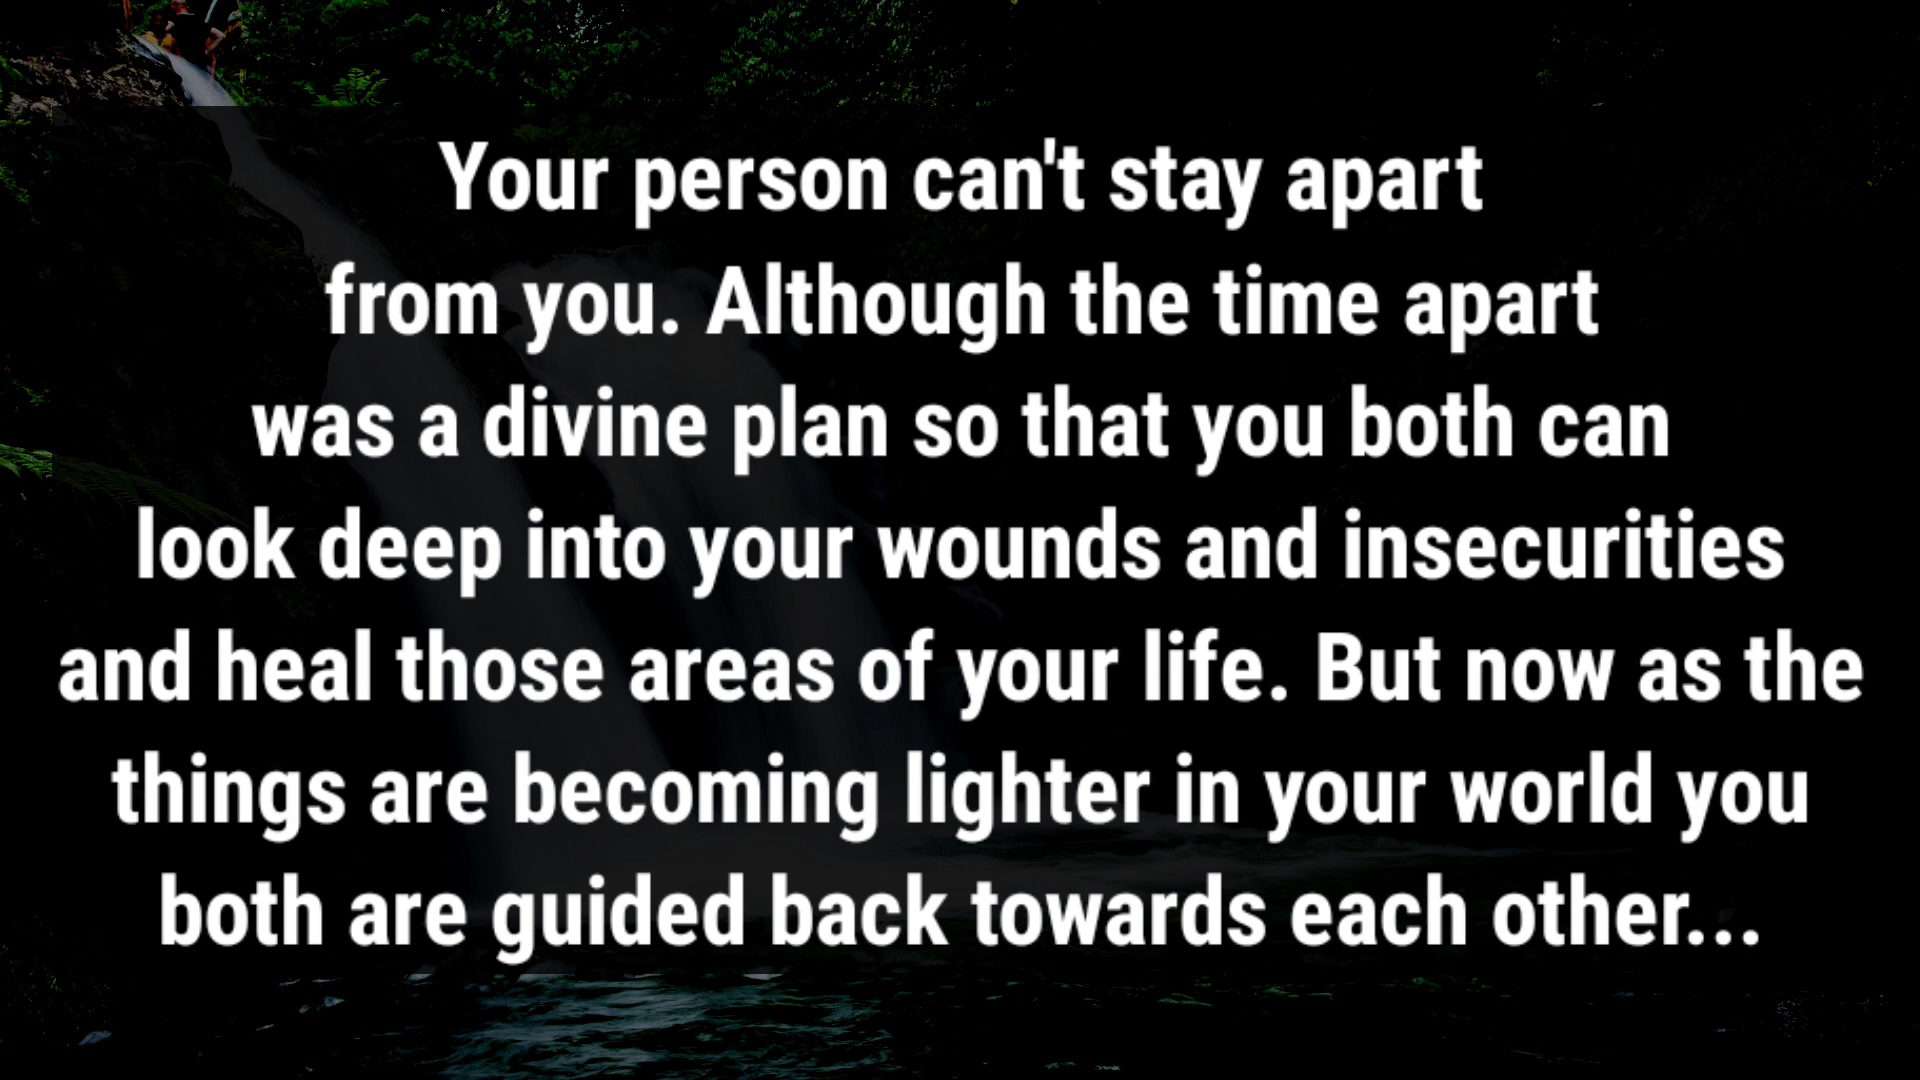 Your person can't stay apart
from you. Although the time apart
was a divine plan so that you both can
look deep into your wounds and insecurities
and heal those areas of your life. But now as the
things are becoming lighter in your world you
both are guided back towards each other...